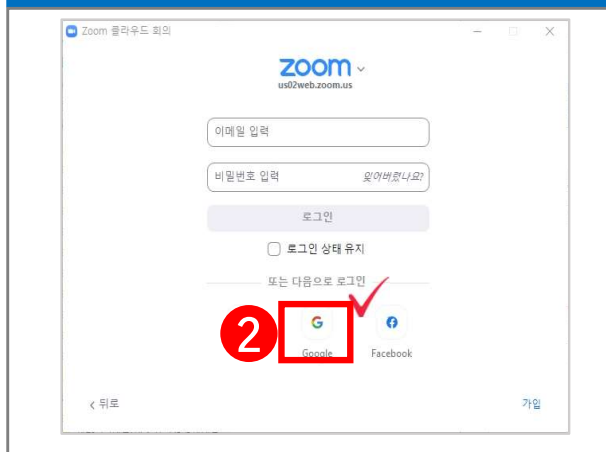 Zoom 클라우드 회의
zoom
us02web.zoom.us
이메일 입력
비밀번호 입력 잊어버렸나요?
로그인
로그인 상태 유지
또는 다음으로 로그인
2
Google Facebook
뒤로 가입